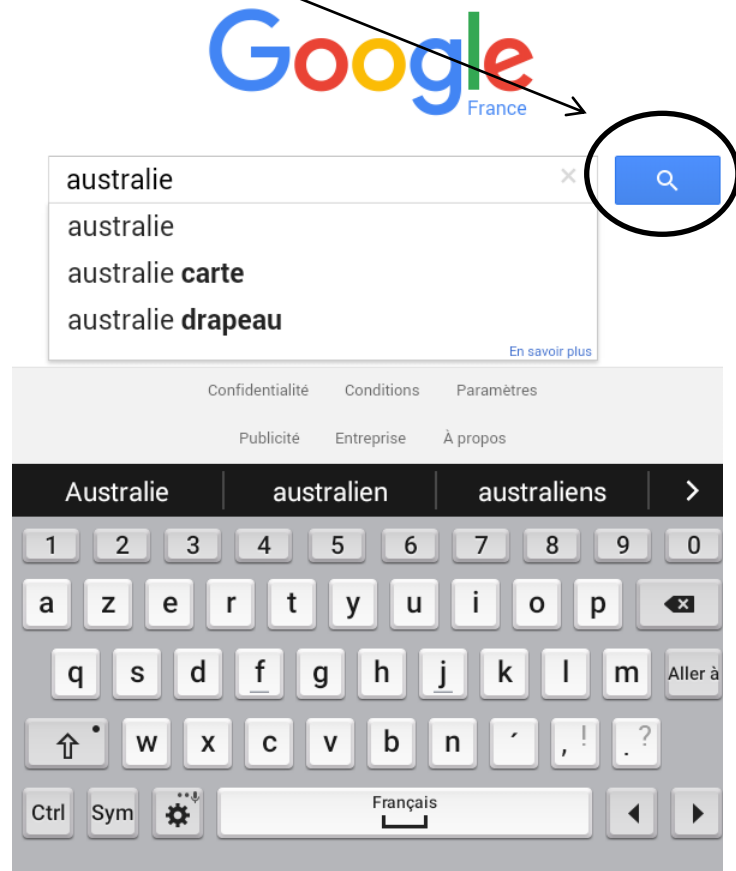 Google
France
australie ×
australie
australie carte
australie drapeau
En savoir plus
Confidentialité Conditions Paramètres
Publicité Entreprise À propos
Australie australien australiens >
1 2 3 4 5 6 7 8 9 0
a z e r t y u i o p
q s d f g h j k l m Aller à
w x c v b n ´ , ! . ?
Ctrl Sym Français